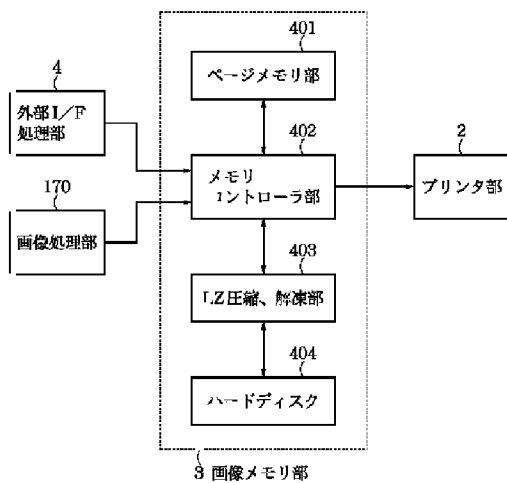 401
ページメモリ部
4
外部I/F
処理部
402
メモリ
コントローラ部
2
プリンタ部
170
画像処理部
403
LZ圧縮、解凍部
404
ハードディスク
3 画像メモリ部